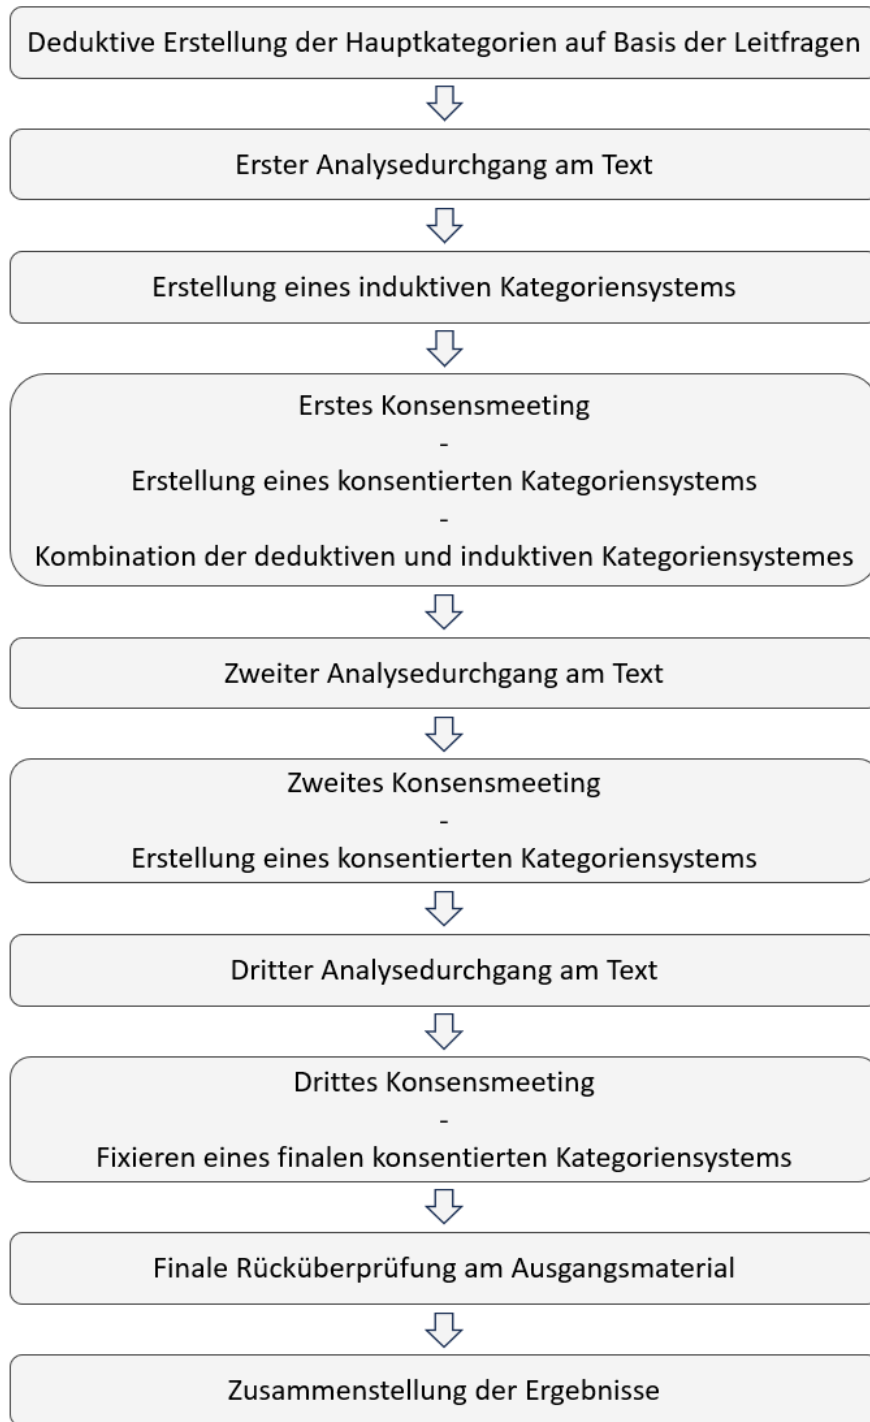 Deduktive Erstellung der Hauptkategorien auf Basis der Leitfragen
Erster Analysedurchgang am Text
Erstellung eines induktiven Kategoriensystems
Erstes Konsensmeeting
-
Erstellung eines konsentierten Kategoriensystems
-
Kombination der deduktiven und induktiven Kategoriensystemes
Zweiter Analysedurchgang am Text
Zweites Konsensmeeting
-
Erstellung eines konsentierten Kategoriensystems
Dritter Analysedurchgang am Text
Drittes Konsensmeeting
-
Fixieren eines finalen konsentierten Kategoriensystems
Finale Rücküberprüfung am Ausgangsmaterial
Zusammenstellung der Ergebnisse